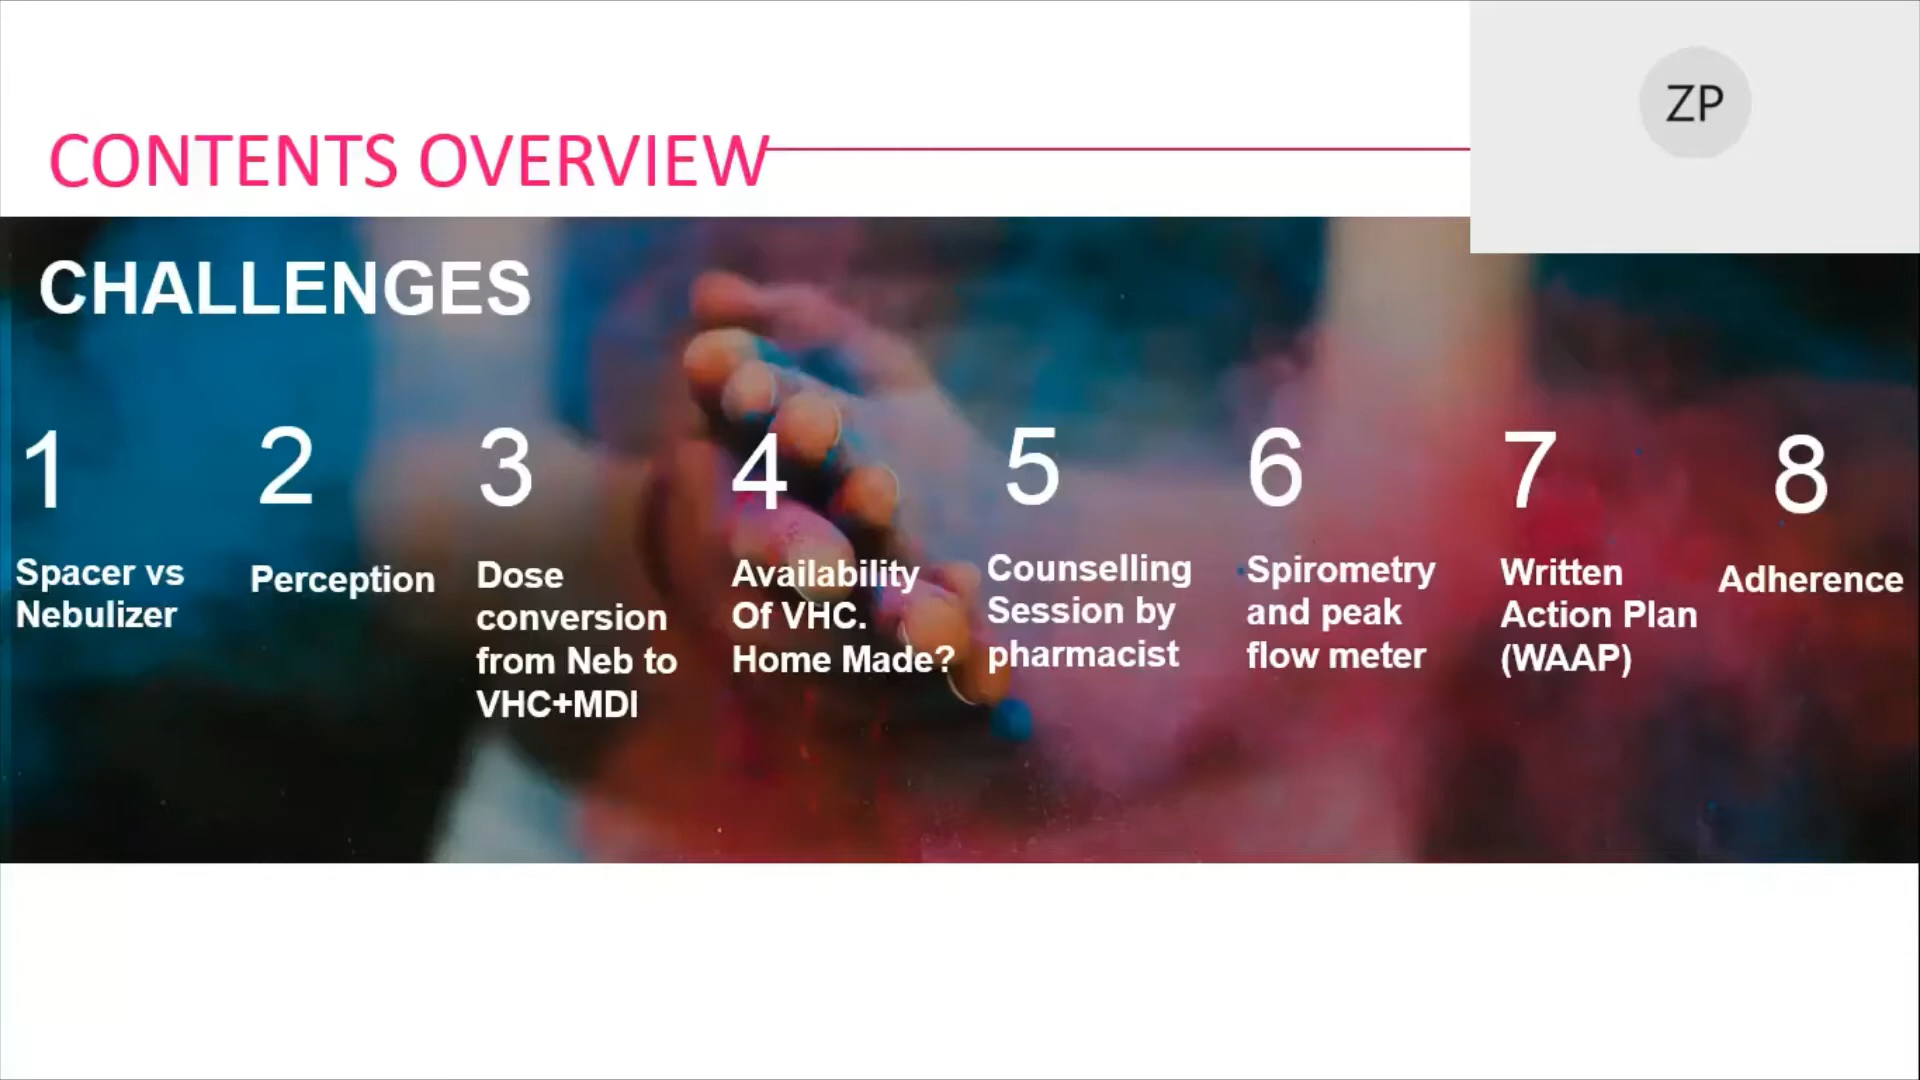 ZP
CONTENTS OVERVIEW
CHALLENGES
1
Spacer vs
Nebulizer
2
Perception
3
Dose
conversion
from Neb to
VHC+MDI
4
Availability
Of VHC.
Home Made?
5
Counselling
Session by
pharmacist
6
Spirometry
and peak
flow meter
7
Written
Action Plan
(WAAP)
8
Adherence